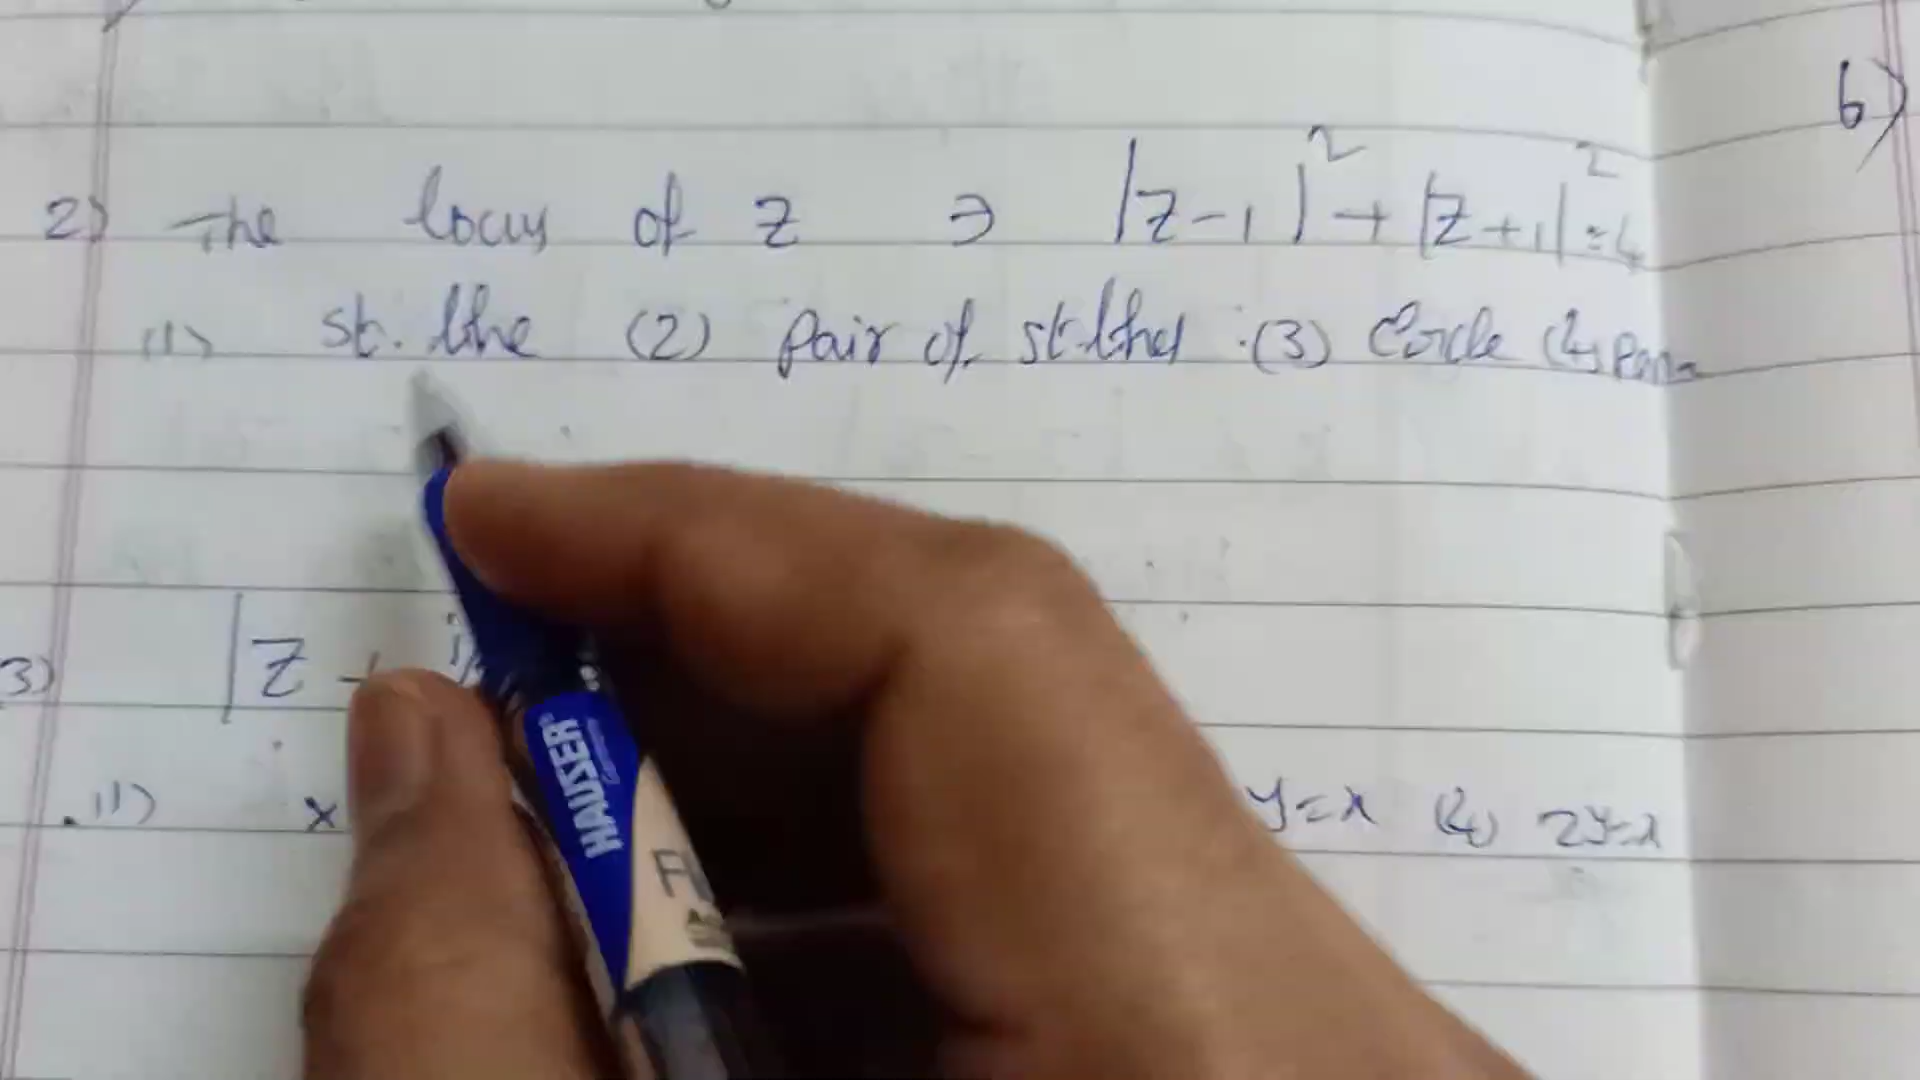 6)
2) The locus of z ∋ |z-1|² + |z+1|² = 4
(1) st. line (2) pair of st. lines (3) Circle (4) Para
3) |z +
(1) x
y=x (4) 2y=x
HAUSER